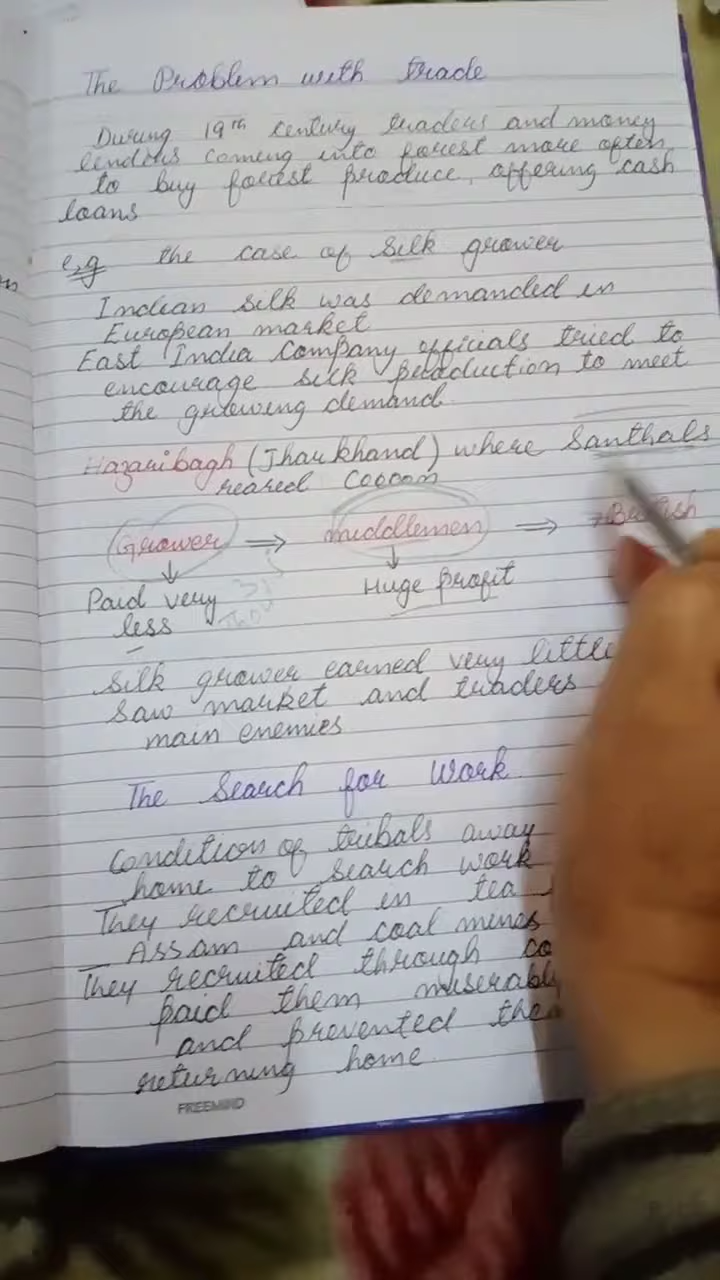 The Problem with trade
During 19th century traders and money
lenders coming into forest more often
to buy forest produce, offering cash
loans
e.g the case of silk grower
Indian silk was demanded in
European market
East India Company officials tried to
encourage silk production to meet
the growing demand
Hazaribagh (Jharkhand) where Santhals
reared Cocoon
Grower ⇒ middlemen ⇒ British
↓ ↓
Paid very Huge profit
less
Silk grower earned very little
saw market and traders
main enemies
The Search for Work
Condition of tribals away
home to search work
They recruited in tea
Assam and coal mines
They recruited through co
paid them miserabl
and prevented the
returning home
FREEMIND